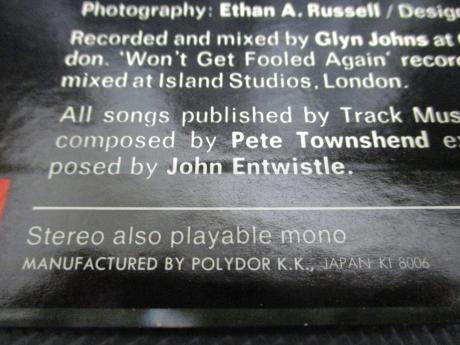 Photography: Ethan A. Russell / Design
Recorded and mixed by Glyn Johns at
don. 'Won't Get Fooled Again' recor
mixed at Island Studios, London.
All songs published by Track Mus
composed by Pete Townshend e
posed by John Entwistle.
Stereo also playable mono
MANUFACTURED BY POLYDOR K.K., JAPAN KI 8006